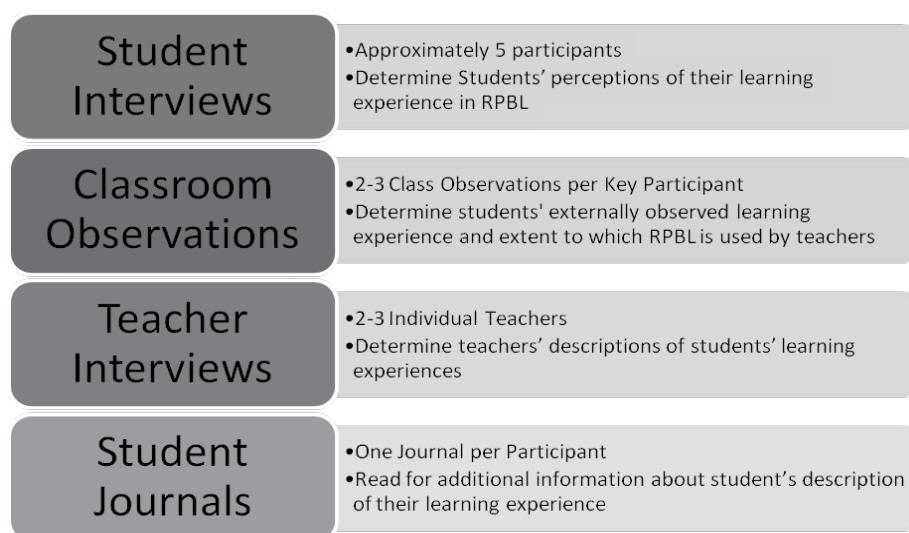 Student
Interviews
•Approximately 5 participants
•Determine Students’ perceptions of their learning
experience in RPBL
Classroom
Observations
•2-3 Class Observations per Key Participant
•Determine students' externally observed learning
experience and extent to which RPBL is used by teachers
Teacher
Interviews
•2-3 Individual Teachers
•Determine teachers’ descriptions of students’ learning
experiences
Student
Journals
•One Journal per Participant
•Read for additional information about student’s description
of their learning experience